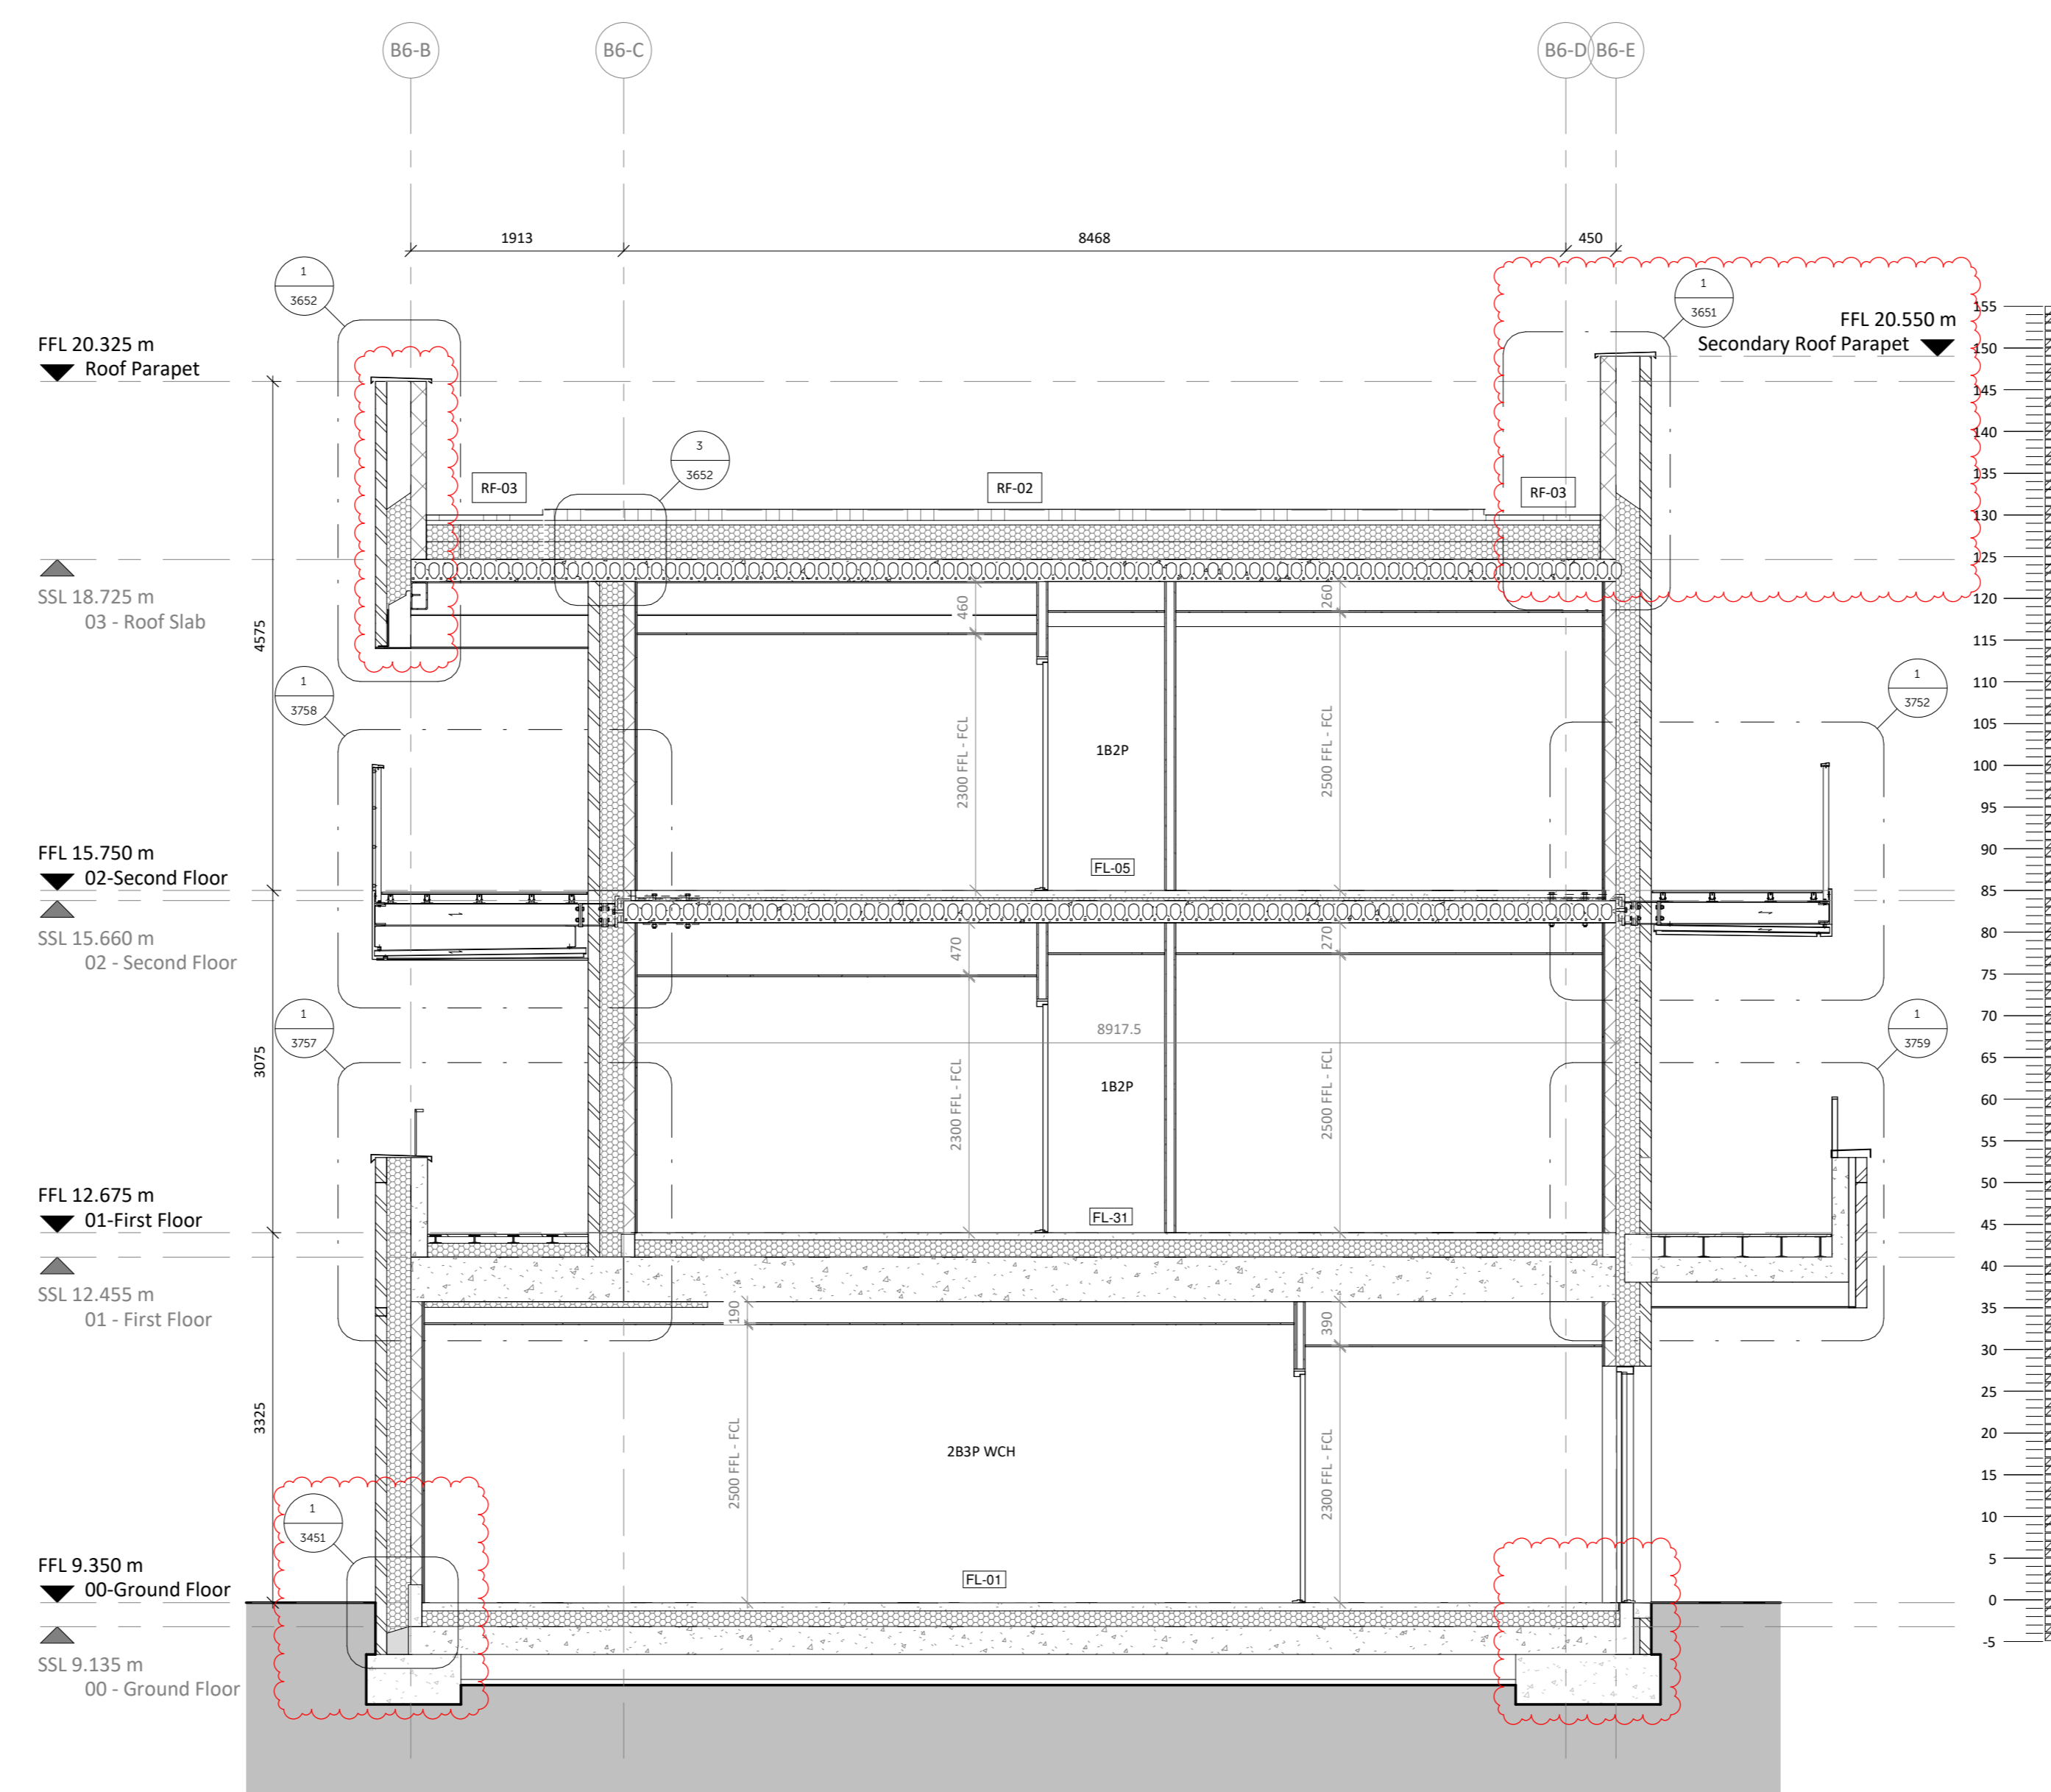 B6-B
B6-C
B6-D
B6-E
1913
8468
450
1
3652
1
3651
FFL 20.325 m
Roof Parapet
FFL 20.550 m
Secondary Roof Parapet
3
3652
RF-03
RF-02
RF-03
SSL 18.725 m
03 - Roof Slab
4575
460
260
1
3758
1
3752
2300 FFL - FCL
1B2P
2500 FFL - FCL
FL-05
FFL 15.750 m
02-Second Floor
SSL 15.660 m
02 - Second Floor
470
270
1
3757
1
3759
3075
8917.5
2300 FFL - FCL
1B2P
2500 FFL - FCL
FL-31
FFL 12.675 m
01-First Floor
SSL 12.455 m
01 - First Floor
190
390
3325
2500 FFL - FCL
2B3P WCH
2300 FFL - FCL
1
3451
FL-01
FFL 9.350 m
00-Ground Floor
SSL 9.135 m
00 - Ground Floor
155
150
145
140
135
130
125
120
115
110
105
100
95
90
85
80
75
70
65
60
55
50
45
40
35
30
25
20
15
10
5
0
-5